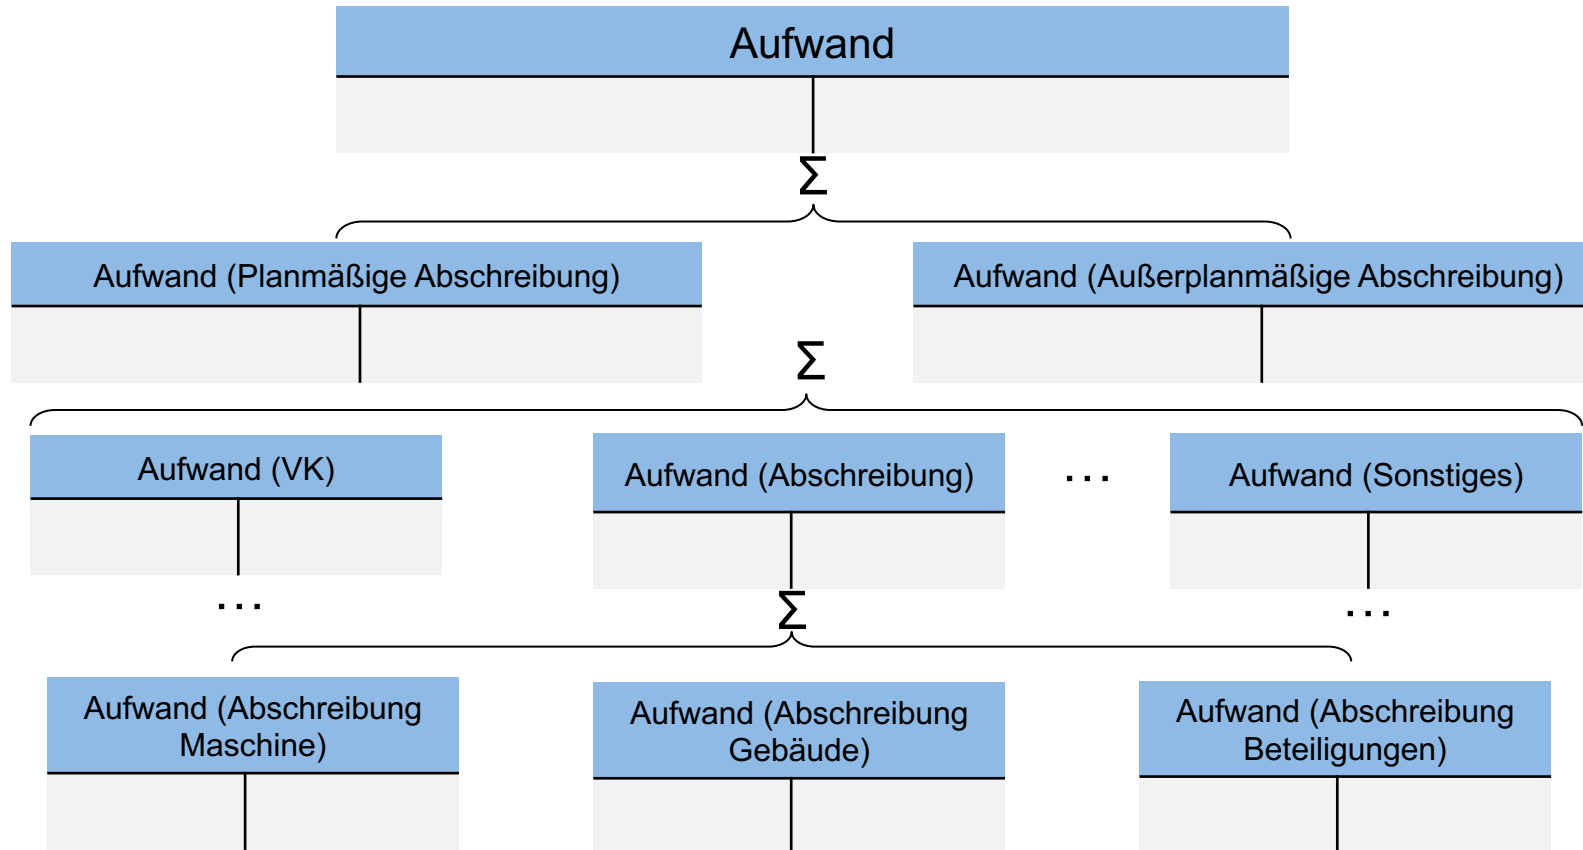 Aufwand
Σ
Aufwand (Planmäßige Abschreibung)
Aufwand (Außerplanmäßige Abschreibung)
Σ
Aufwand (VK)
Aufwand (Abschreibung)
...
Aufwand (Sonstiges)
...
Σ
...
Aufwand (Abschreibung
Maschine)
Aufwand (Abschreibung
Gebäude)
Aufwand (Abschreibung
Beteiligungen)